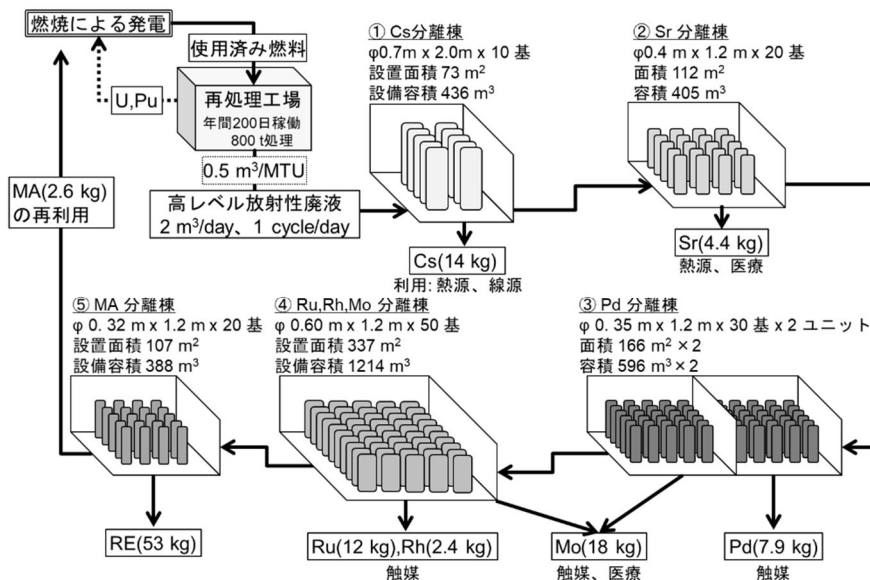 燃焼による発電
使用済み燃料
U,Pu
再処理工場
年間200日稼働
800 t処理
0.5 m³/MTU
高レベル放射性廃液
2 m³/day、1 cycle/day
MA(2.6 kg)
の再利用
① Cs分離棟
φ0.7m x 2.0m x 10 基
設置面積 73 m²
設備容積 436 m³
Cs(14 kg)
利用: 熱源、線源
② Sr 分離棟
φ0.4 m x 1.2 m x 20 基
面積 112 m²
容積 405 m³
Sr(4.4 kg)
熱源、医療
③ Pd 分離棟
φ 0. 35 m x 1.2 m x 30 基 x 2 ユニット
面積 166 m² ×2
容積 596 m³ ×2
Pd(7.9 kg)
触媒
Mo(18 kg)
触媒、医療
④ Ru,Rh,Mo 分離棟
φ 0.60 m x 1.2 m x 50 基
設置面積 337 m²
設備容積 1214 m³
Ru(12 kg),Rh(2.4 kg)
触媒
⑤ MA 分離棟
φ 0. 32 m x 1.2 m x 20 基
設置面積 107 m²
設備容積 388 m³
RE(53 kg)